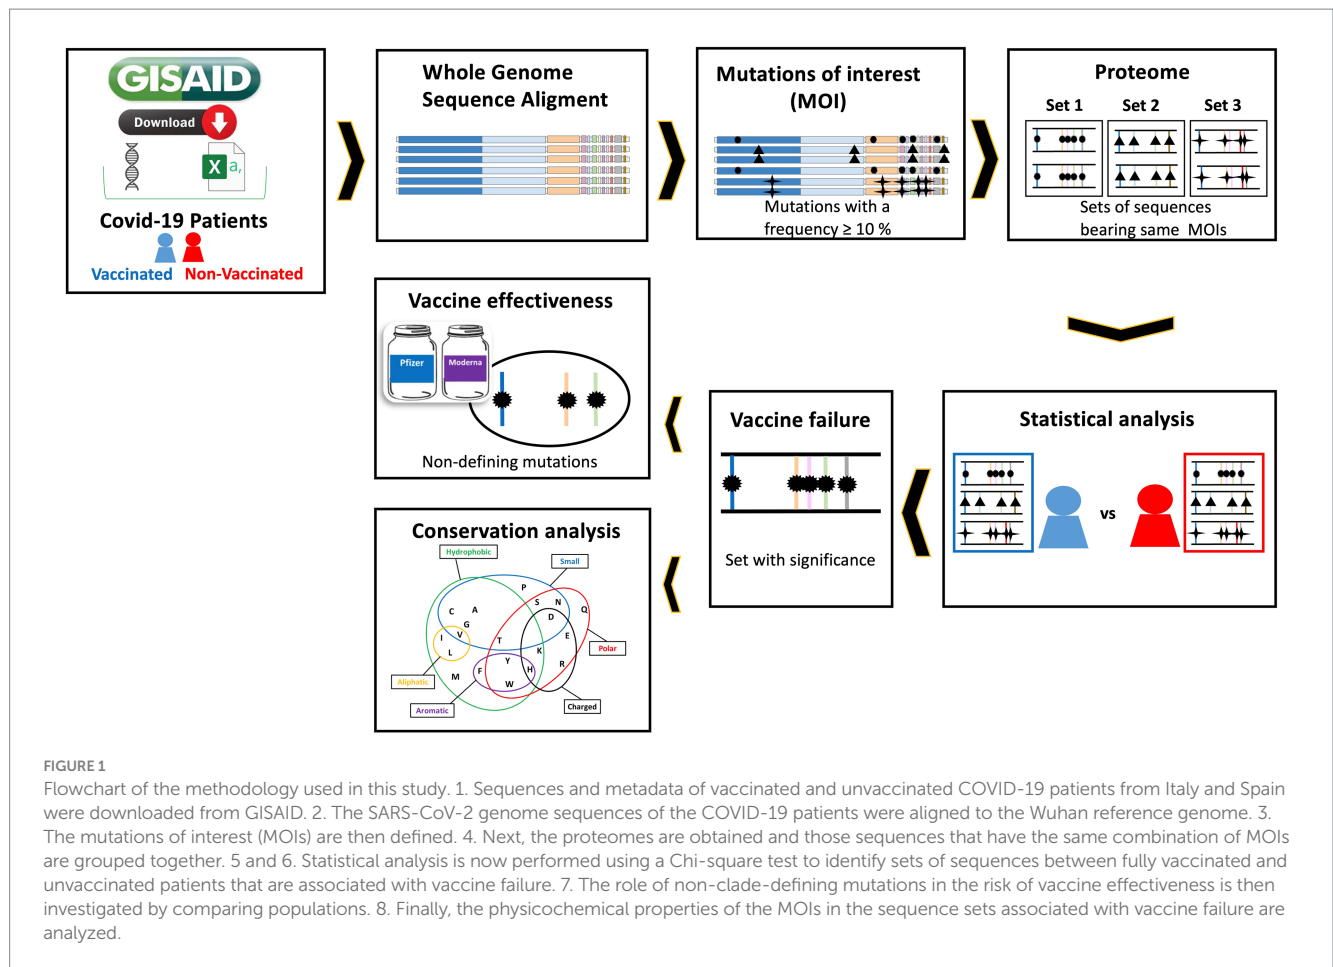 GISAID
Download
X a,
Covid-19 Patients
Vaccinated Non-Vaccinated
Whole Genome
Sequence Aligment
Mutations of interest
(MOI)
Mutations with a
frequency ≥ 10 %
Proteome
Set 1 Set 2 Set 3
Sets of sequences
bearing same MOIs
Statistical analysis
vs
Vaccine failure
Set with significance
Vaccine effectiveness
Pfizer
Moderna
Non-defining mutations
Conservation analysis
Hydrophobic
Small
P
S N
Q
C A
D
G
I V
E
T
L
K
Polar
Y
R
M F
H
W
Aliphatic
Aromatic
Charged
FIGURE 1
Flowchart of the methodology used in this study. 1. Sequences and metadata of vaccinated and unvaccinated COVID-19 patients from Italy and Spain
were downloaded from GISAID. 2. The SARS-CoV-2 genome sequences of the COVID-19 patients were aligned to the Wuhan reference genome. 3.
The mutations of interest (MOIs) are then defined. 4. Next, the proteomes are obtained and those sequences that have the same combination of MOIs
are grouped together. 5 and 6. Statistical analysis is now performed using a Chi-square test to identify sets of sequences between fully vaccinated and
unvaccinated patients that are associated with vaccine failure. 7. The role of non-clade-defining mutations in the risk of vaccine effectiveness is then
investigated by comparing populations. 8. Finally, the physicochemical properties of the MOIs in the sequence sets associated with vaccine failure are
analyzed.